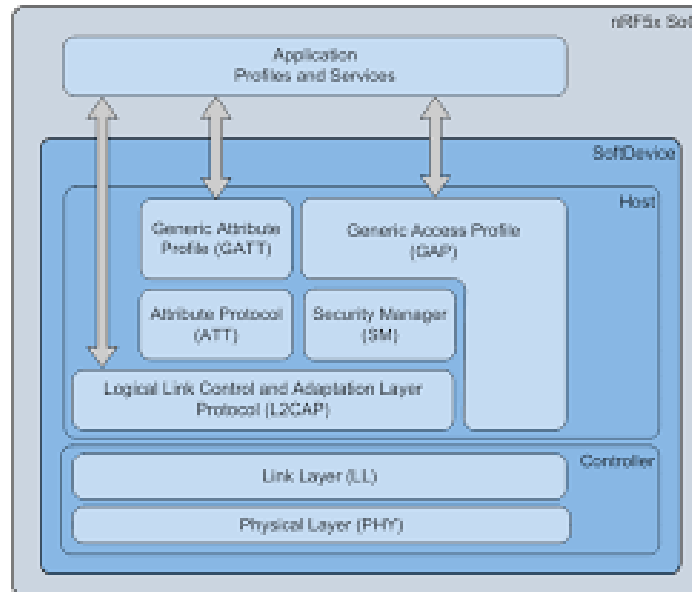 nRF5x Sof
Application
Profiles and Services
SoftDevice
Host
Generic Attribute
Profile (GATT)
Generic Access Profile
(GAP)
Attribute Protocol
(ATT)
Security Manager
(SM)
Logical Link Control and Adaptation Layer
Protocol (L2CAP)
Controller
Link Layer (LL)
Physical Layer (PHY)